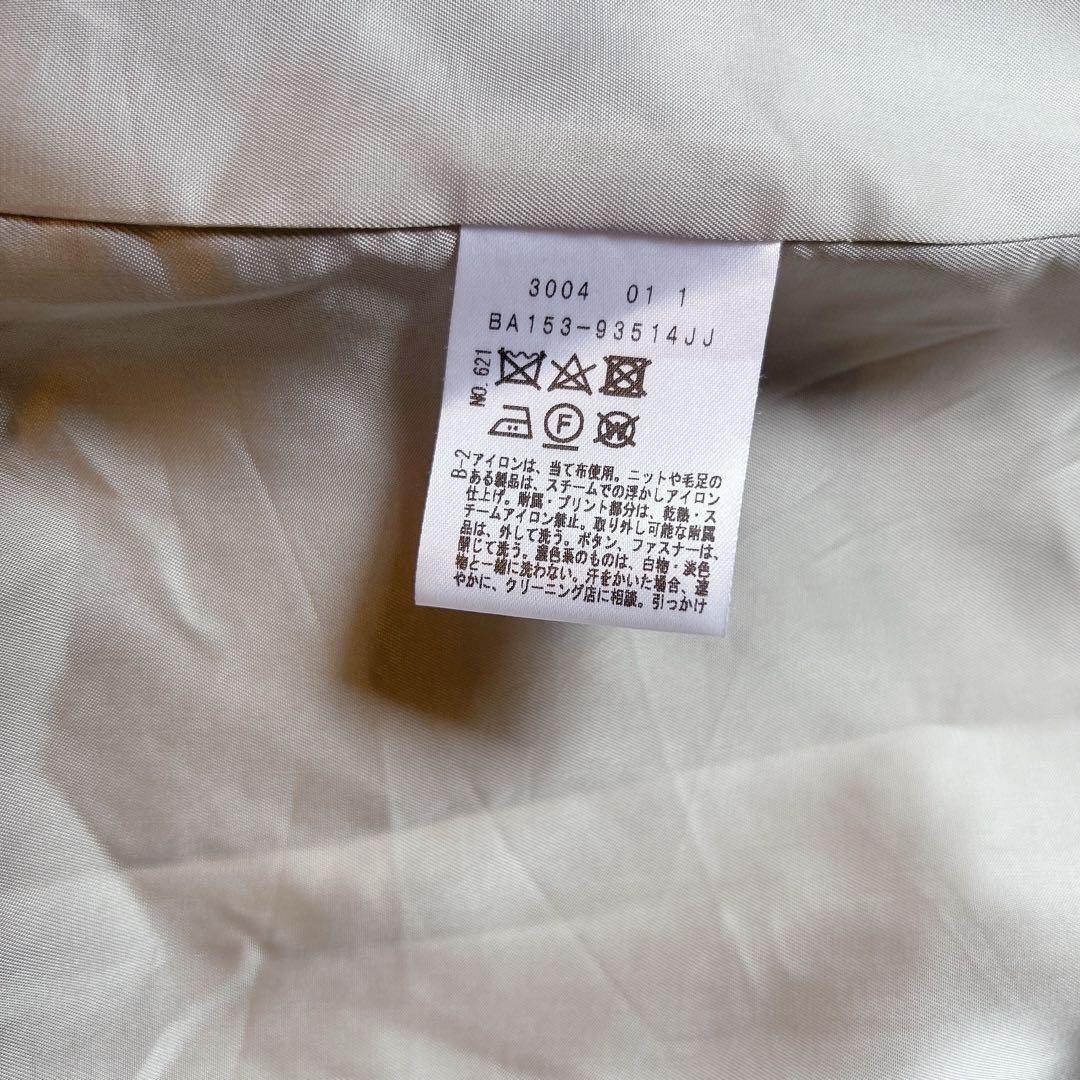 3004 01 1
BA153-93514JJ
NO.621
F
W
B-2
アイロンは、当て布使用。ニットや毛足の
ある製品は、スチームでの浮かしアイロン
仕上げ。附属・プリント部分は、乾熱・ス
チームアイロン禁止。取り外し可能な附属
品は、外して洗う。ボタン、ファスナーは、
閉じて洗う。濃色系のものは、白物・淡色
物と一緒に洗わない。汗をかいた場合、速
やかに、クリーニング店に相談。引っかけ